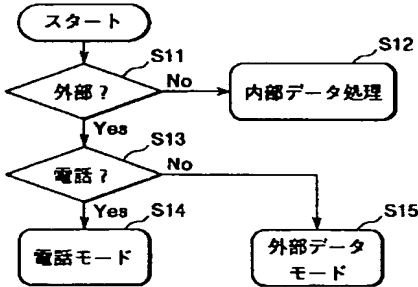 スタート
S11
外部？
No
S12
内部データ処理
Yes
S13
電話？
No
Yes
S14
電話モード
S15
外部データ
モード